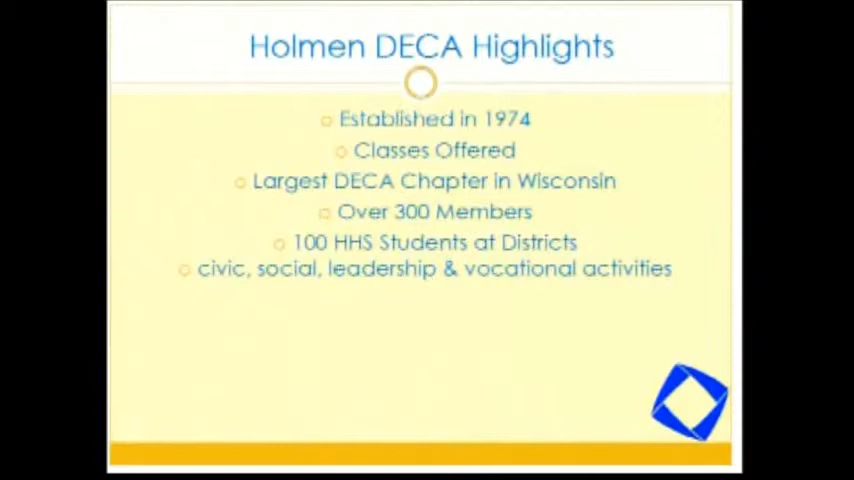 Holmen DECA Highlights
Established in 1974
Classes Offered
Largest DECA Chapter in Wisconsin
Over 300 Members
100 HHS Students at Districts
civic, social, leadership & vocational activities